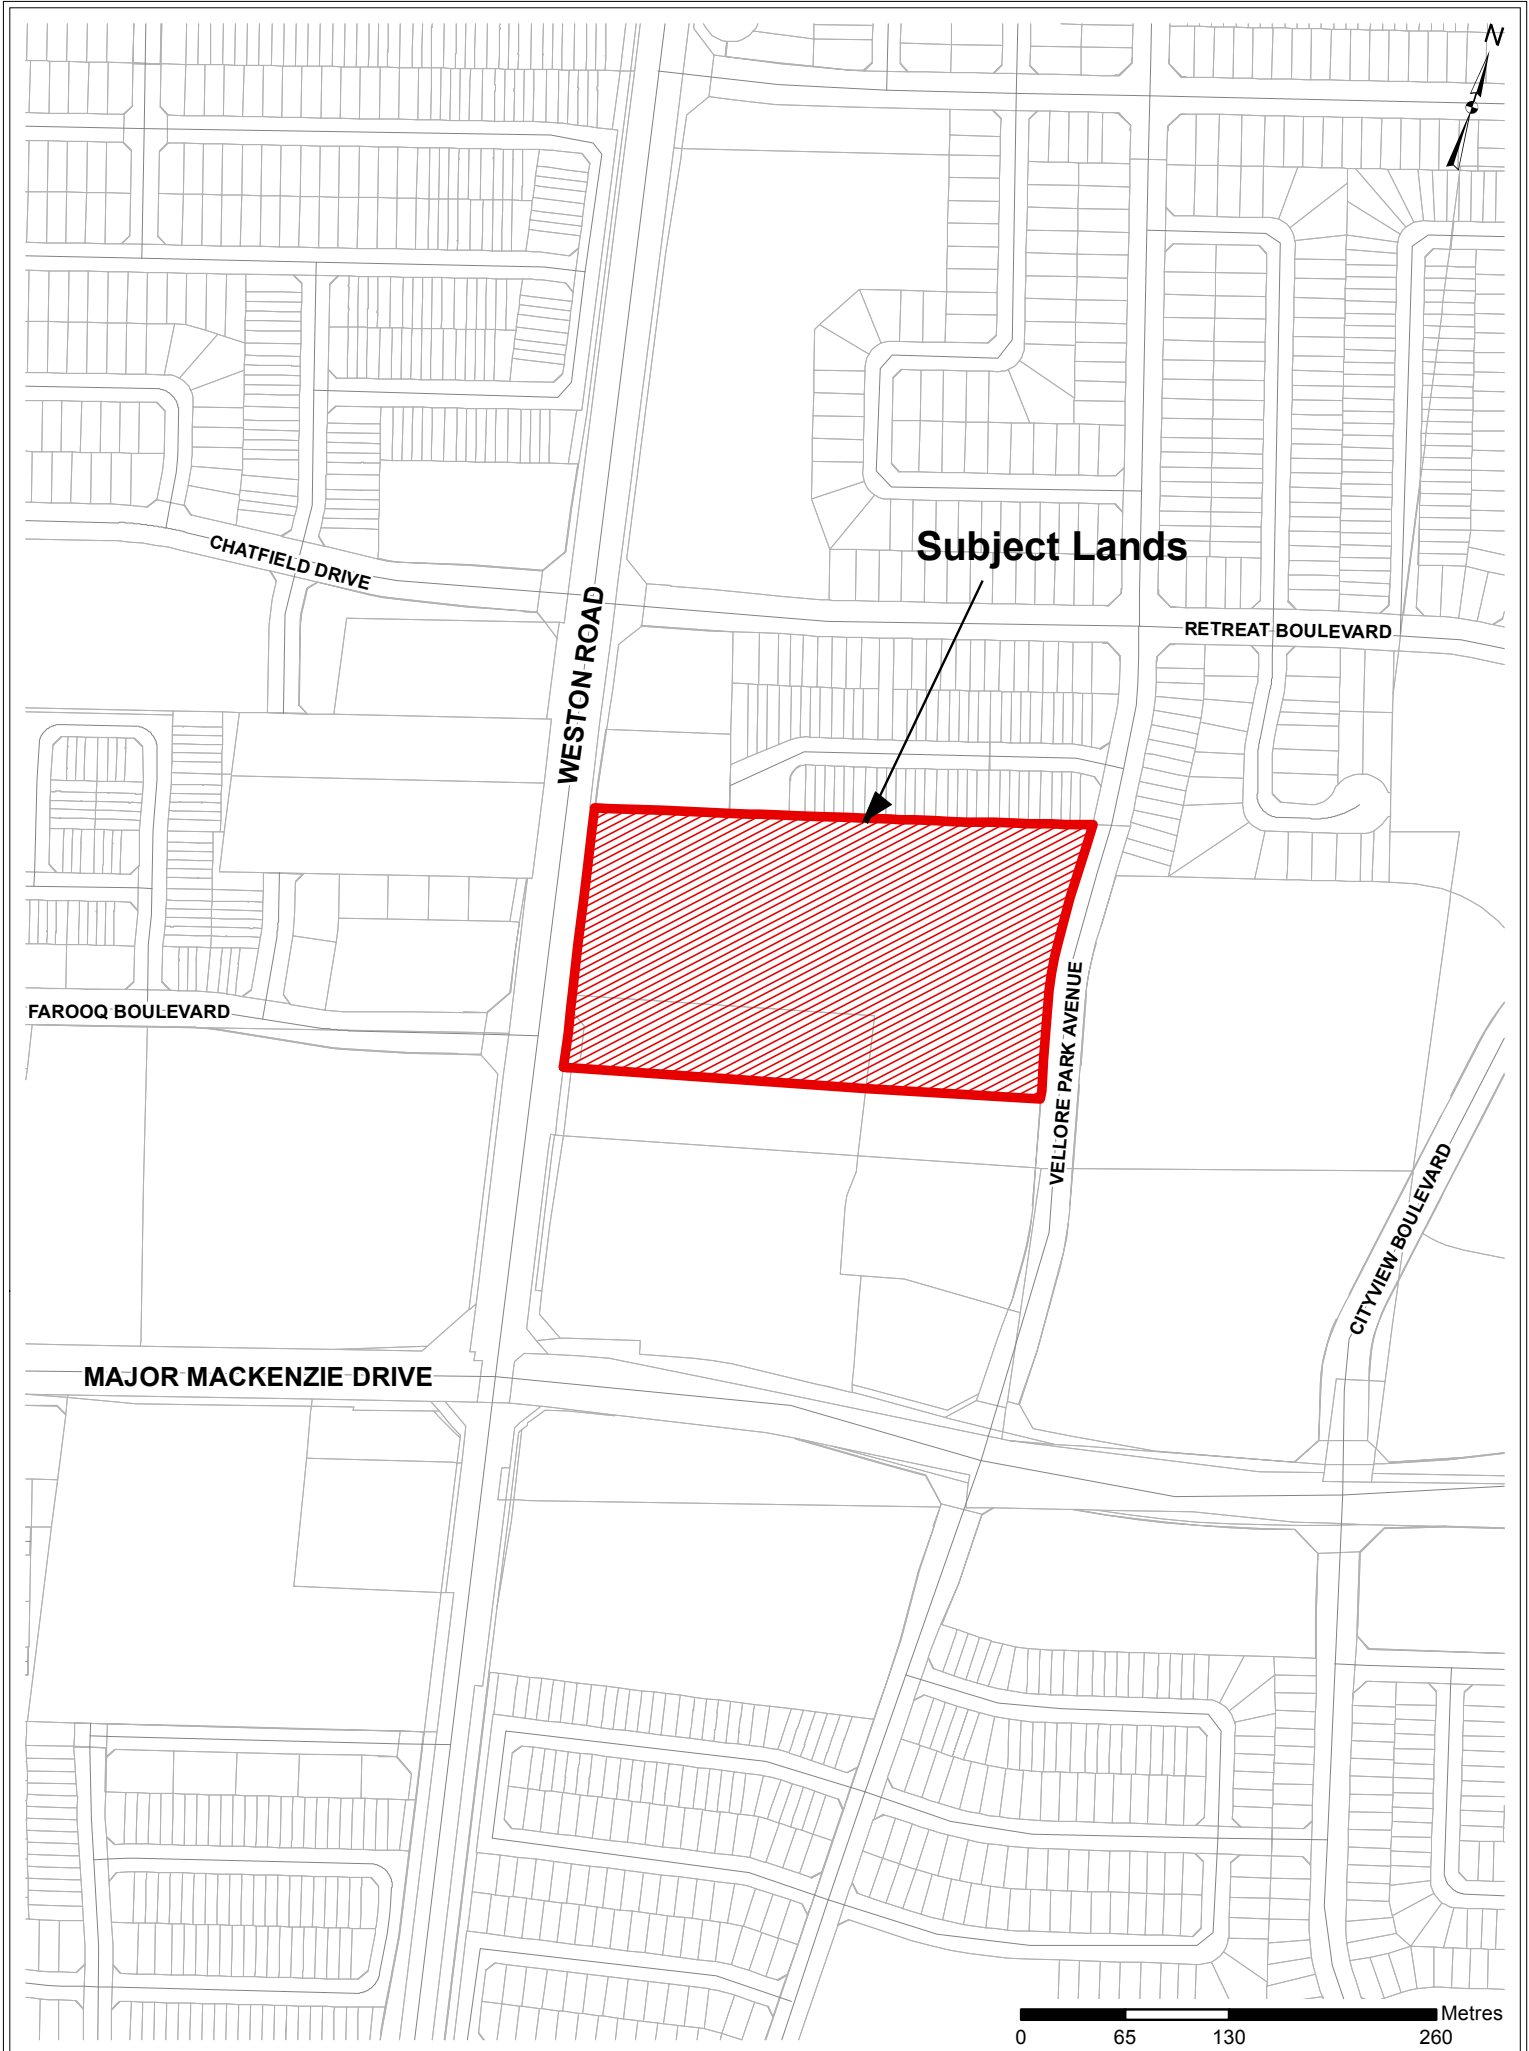 N
Subject Lands
CHATFIELD DRIVE
WESTON ROAD
RETREAT BOULEVARD
FAROOQ BOULEVARD
VELLORE PARK AVENUE
CITYVIEW BOULEVARD
MAJOR MACKENZIE DRIVE
Metres
0 65 130 260